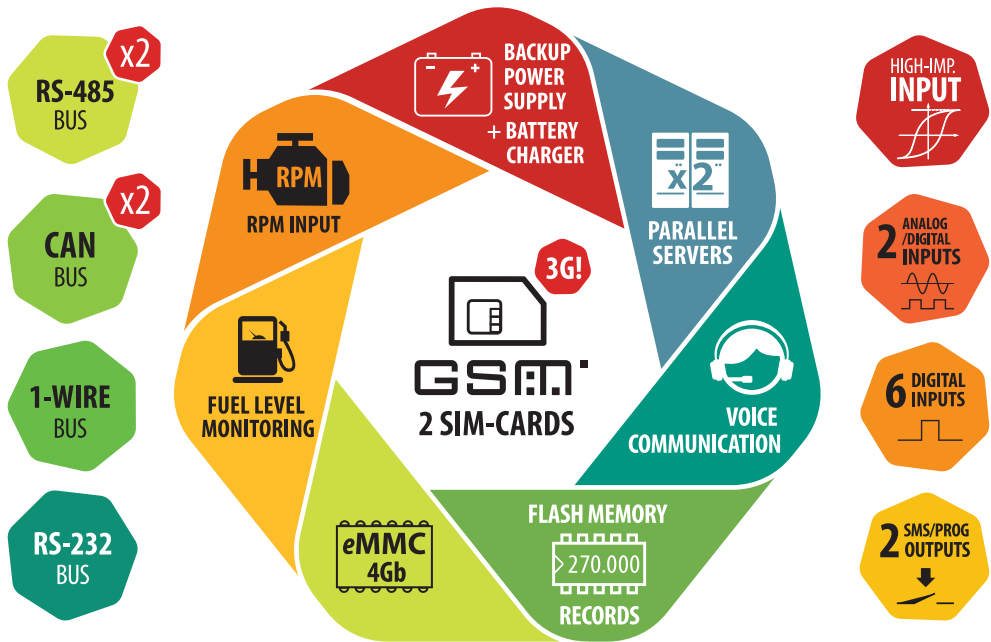 x2
RS-485
BUS
x2
CAN
BUS
1-WIRE
BUS
RS-232
BUS
BACKUP
POWER
SUPPLY
+ BATTERY
CHARGER
x2
PARALLEL
SERVERS
VOICE
COMMUNICATION
FLASH MEMORY
>270.000
RECORDS
eMMC
4Gb
FUEL LEVEL
MONITORING
RPM
RPM INPUT
3G!
GSM
2 SIM-CARDS
HIGH-IMP.
INPUT
2 ANALOG
/DIGITAL
INPUTS
6 DIGITAL
INPUTS
2 SMS/PROG
OUTPUTS